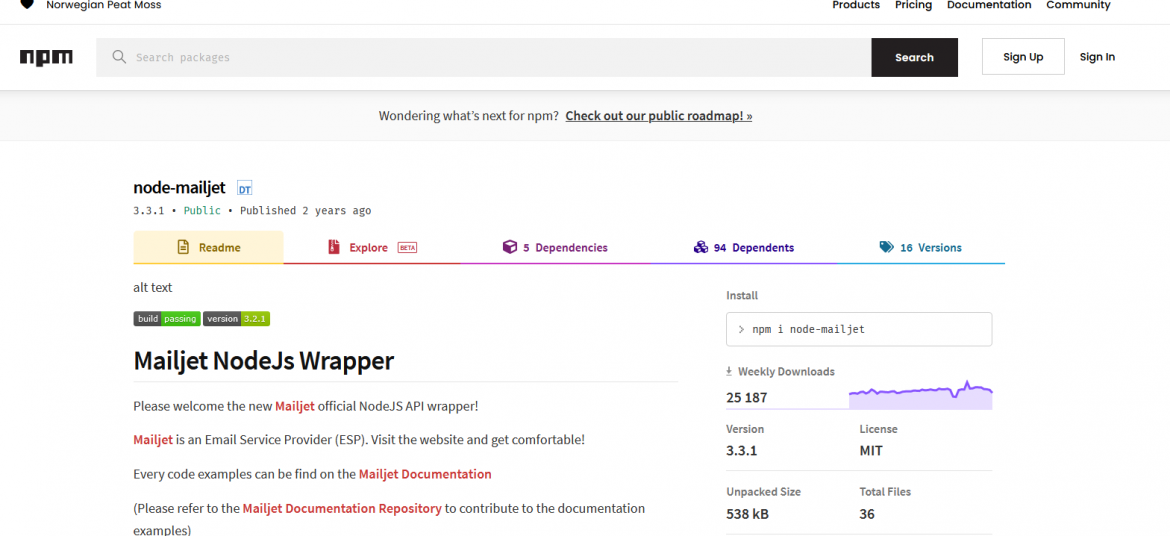 Norwegian Peat Moss
Products Pricing Documentation Community
npm
Search packages
Search
Sign Up
Sign In
Wondering what's next for npm? Check out our public roadmap! »
node-mailjet DT
3.3.1 • Public • Published 2 years ago
Readme
Explore BETA
5 Dependencies
94 Dependents
16 Versions
alt text
build passing version 3.2.1
Mailjet NodeJs Wrapper
Please welcome the new Mailjet official NodeJS API wrapper!
Mailjet is an Email Service Provider (ESP). Visit the website and get comfortable!
Every code examples can be find on the Mailjet Documentation
(Please refer to the Mailjet Documentation Repository to contribute to the documentation
examples)
Install
> npm i node-mailjet
Weekly Downloads
25 187
Version
3.3.1
License
MIT
Unpacked Size
538 kB
Total Files
36